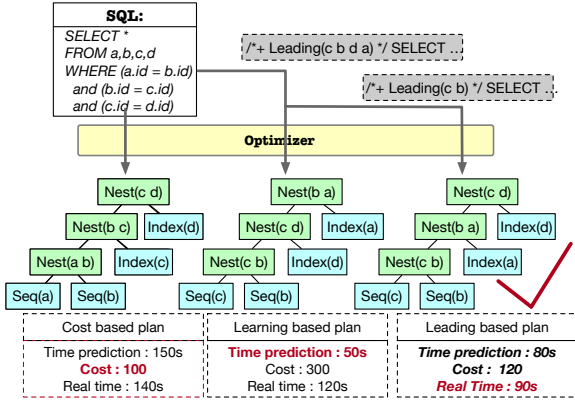 SQL:
SELECT *
FROM a,b,c,d
WHERE (a.id = b.id)
and (b.id = c.id)
and (c.id = d.id)
/*+ Leading(c b d a) */ SELECT ...
/*+ Leading(c b) */ SELECT ...
Optimizer
Nest(c d)
Nest(b c)
Index(d)
Nest(a b)
Index(c)
Seq(a)
Seq(b)
Nest(b a)
Nest(c d)
Index(a)
Nest(c b)
Index(d)
Seq(c)
Seq(b)
Nest(c d)
Nest(b a)
Index(d)
Nest(c b)
Index(a)
Seq(c)
Seq(b)
Cost based plan
Time prediction : 150s
Cost : 100
Real time : 140s
Learning based plan
Time prediction : 50s
Cost : 300
Real time : 120s
Leading based plan
Time prediction : 80s
Cost : 120
Real Time : 90s